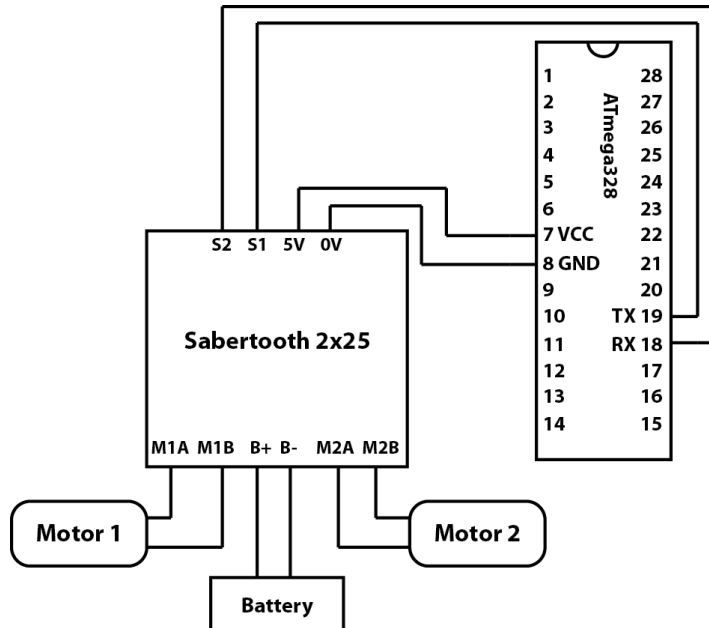 S2 S1 5V 0V
Sabertooth 2x25
M1A M1B B+ B- M2A M2B
Motor 1
Motor 2
Battery
ATmega328
1 28
2 27
3 26
4 25
5 24
6 23
7 VCC 22
8 GND 21
9 20
10 TX 19
11 RX 18
12 17
13 16
14 15